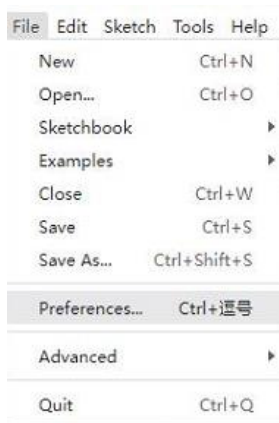 File Edit Sketch Tools Help
New Ctrl+N
Open... Ctrl+O
Sketchbook
Examples
Close Ctrl+W
Save Ctrl+S
Save As... Ctrl+Shift+S
Preferences... Ctrl+逗号
Advanced
Quit Ctrl+Q